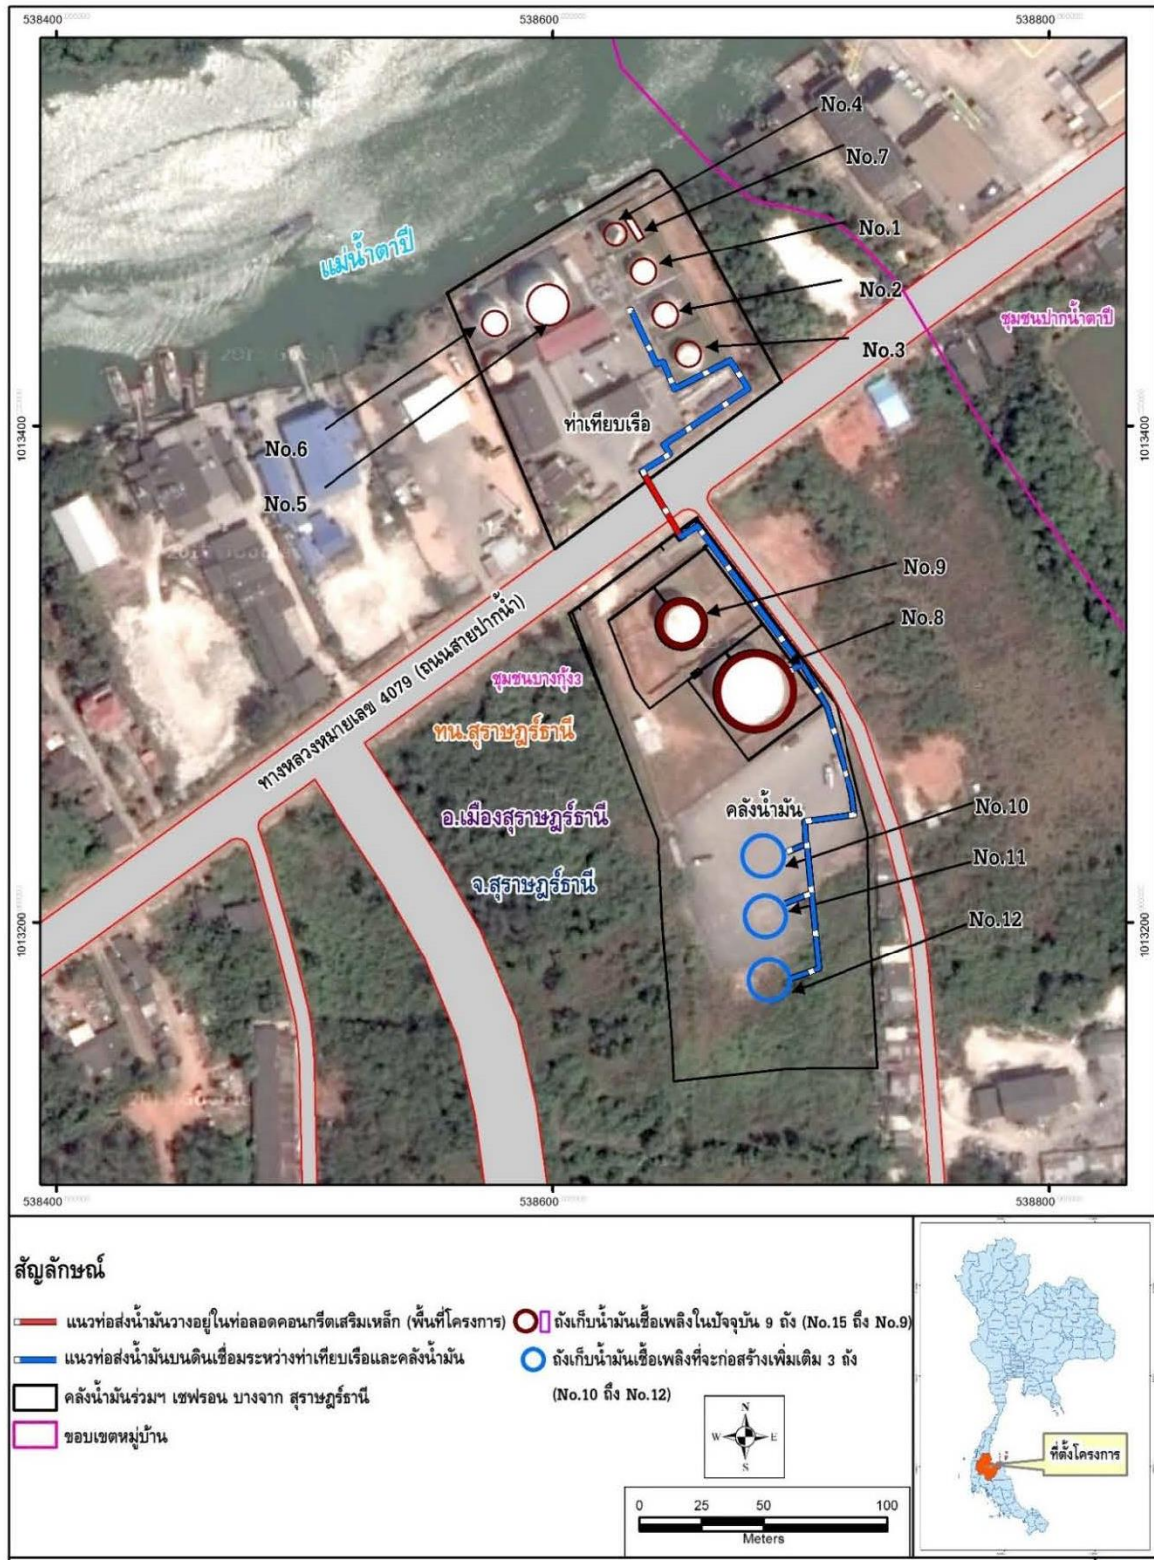 538400
538600
538800
No.4
No.7
No.1
แม่น้ำตาปี
No.2
ชุมชนปากน้ำตาปี
No.3
1013400
1013400
ท่าเทียบเรือ
No.6
No.5
No.9
No.8
ทางหลวงหมายเลข 4079 (ถนนสายปากน้ำ)
ชุมชนบางกุ้ง3
ทน.สุราษฎร์ธานี
อ.เมืองสุราษฎร์ธานี
คลังน้ำมัน
No.10
No.11
จ.สุราษฎร์ธานี
No.12
1013200
1013200
538400
538600
538800
สัญลักษณ์
แนวท่อส่งน้ำมันวางอยู่ในท่อลอดคอนกรีตเสริมเหล็ก (พื้นที่โครงการ)
แนวท่อส่งน้ำมันบนดินเชื่อมระหว่างท่าเทียบเรือและคลังน้ำมัน
คลังน้ำมันร่วมฯ เชฟรอน บางจาก สุราษฎร์ธานี
ขอบเขตหมู่บ้าน
ถังเก็บน้ำมันเชื้อเพลิงในปัจจุบัน 9 ถัง (No.15 ถึง No.9)
ถังเก็บน้ำมันเชื้อเพลิงที่จะก่อสร้างเพิ่มเติม 3 ถัง
(No.10 ถึง No.12)
N
W E
S
0 25 50 100
Meters
ที่ตั้งโครงการ